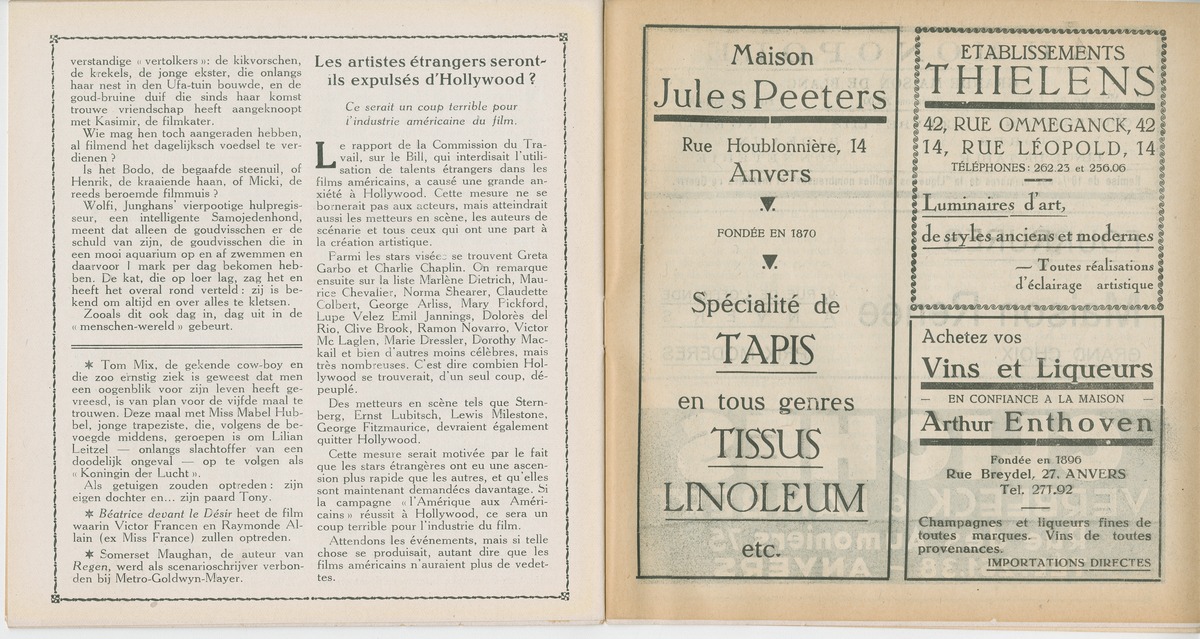 verstandige « vertolkers »: de kikvorschen,
de krekels, de jonge ekster, die onlangs
haar nest in den Ufa-tuin bouwde, en de
goud-bruine duif die sinds haar komst
trouwe vriendschap heeft aangeknoopt
met Kasimir, de filmkater.
Wie mag hen toch aangeraden hebben,
al filmend het dagelijksch voedsel te ver-
dienen ?
Is het Bodo, de begaafde steenuil, of
Henrik, de kraaiende haan, of Micki, de
reeds beroemde filmmuis ?
Wolfi, Junghans' vierpootige hulpregis-
seur, een intelligente Samojedenhond,
meent dat alleen de goudvisschen er de
schuld van zijn, de goudvisschen die in
een mooi aquarium op en af zwemmen en
daarvoor 1 mark per dag bekomen heb-
ben. De kat, die op loer lag, zag het en
heeft het overal rond verteld : zij is be-
kend om altijd en over alles te kletsen.
Zooals dit ook dag in, dag uit in de
« menschen-wereld » gebeurt.
✶ Tom Mix, de gekende cow-boy en
die zoo ernstig ziek is geweest dat men
een oogenblik voor zijn leven heeft ge-
vreesd, is van plan voor de vijfde maal te
trouwen. Deze maal met Miss Mabel Hub-
bel, jonge trapeziste, die, volgens de be-
voegde middens, geroepen is om Lilian
Leitzel — onlangs slachtoffer van een
doodelijk ongeval — op te volgen als
« Koningin der Lucht ».
Als getuigen zouden optreden : zijn
eigen dochter en... zijn paard Tony.
✶ Béatrice devant le Désir heet de film
waarin Victor Francen en Raymonde Al-
lain (ex Miss France) zullen optreden.
✶ Somerset Maughan, de auteur van
Regen, werd als scenarioschrijver verbon-
den bij Metro-Goldwyn-Mayer.
Les artistes étrangers seront-
ils expulsés d'Hollywood ?
Ce serait un coup terrible pour
l'industrie américaine du film.
Le rapport de la Commission du Tra-
vail, sur le Bill, qui interdisait l'utili-
sation de talents étrangers dans les
films américains, a causé une grande an-
xiété à Hollywood. Cette mesure ne se
bornerait pas aux acteurs, mais atteindrait
aussi les metteurs en scène, les auteurs de
scénario et tous ceux qui ont une part à
la création artistique.
Parmi les stars visées se trouvent Greta
Garbo et Charlie Chaplin. On remarque
ensuite sur la liste Marlène Dietrich, Mau-
rice Chevalier, Norma Shearer, Claudette
Colbert, George Arliss, Mary Pickford,
Lupe Velez Emil Jannings, Dolorès del
Rio, Clive Brook, Ramon Novarro, Victor
Mc Laglen, Marie Dressler, Dorothy Mac-
kail et bien d'autres moins célèbres, mais
très nombreuses. C'est dire combien Hol-
lywood se trouverait, d'un seul coup, dé-
peuplé.
Des metteurs en scène tels que Stern-
berg, Ernst Lubitsch, Lewis Milestone,
George Fitzmaurice, devraient également
quitter Hollywood.
Cette mesure serait motivée par le fait
que les stars étrangères ont eu une ascen-
sion plus rapide que les autres, et qu'elles
sont maintenant demandées davantage. Si
la campagne « l'Amérique aux Améri-
cains » réussit à Hollywood, ce sera un
coup terrible pour l'industrie du film.
Attendons les événements, mais si telle
chose se produisait, autant dire que les
films américains n'auraient plus de vedet-
tes.
Maison
Jules Peeters
Rue Houblonnière, 14
Anvers
FONDÉE EN 1870
Spécialité de
TAPIS
en tous genres
TISSUS
LINOLEUM
etc.
ETABLISSEMENTS
THIELENS
42, RUE OMMEGANCK, 42
14, RUE LÉOPOLD, 14
TÉLÉPHONES : 262.23 et 256.06
Luminaires d'art,
de styles anciens et modernes
— Toutes réalisations
d'éclairage artistique
Achetez vos
Vins et Liqueurs
— EN CONFIANCE A LA MAISON —
Arthur Enthoven
Fondée en 1896
Rue Breydel, 27, ANVERS
Tel. 271.92
Champagnes et liqueurs fines de
toutes marques. Vins de toutes
provenances.
IMPORTATIONS DIRECTES